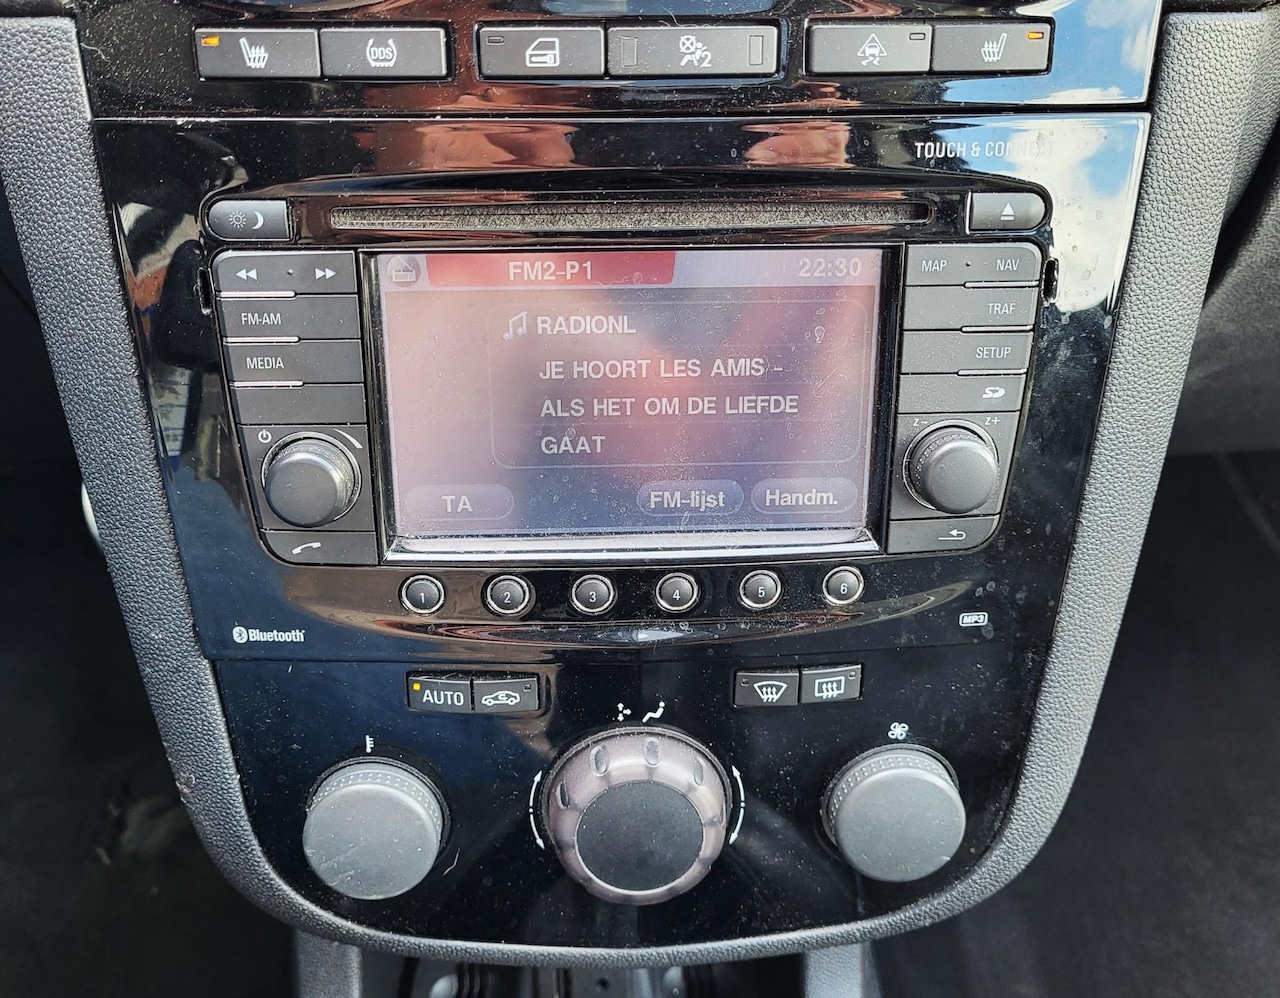 DDS
2
TOUCH & CONNECT
FM2-P1 22:30
MAP NAV
FM-AM
TRAF
RADIONL
MEDIA
SETUP
JE HOORT LES AMIS -
SD
ALS HET OM DE LIEFDE
Z- Z+
GAAT
TA FM-lijst Handm.
1 2 3 4 5 6
Bluetooth
MP3
AUTO